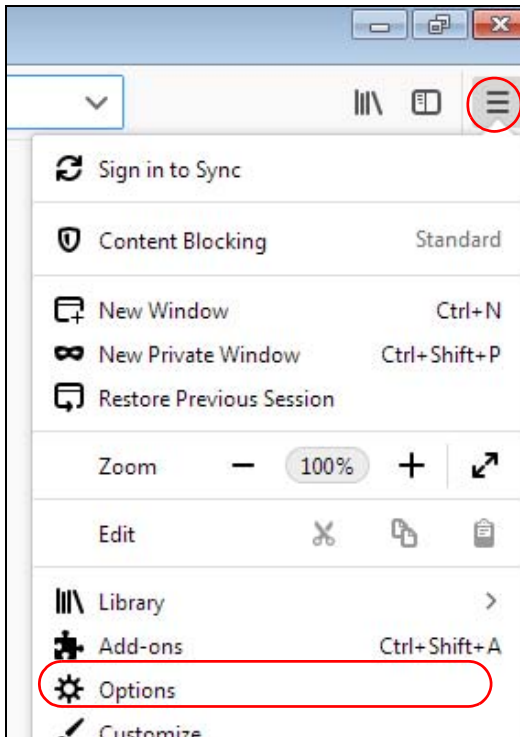 Sign in to Sync
Content Blocking Standard
New Window Ctrl+N
New Private Window Ctrl+Shift+P
Restore Previous Session
Zoom 100%
Edit
Library
Add-ons Ctrl+Shift+A
Options
Customize